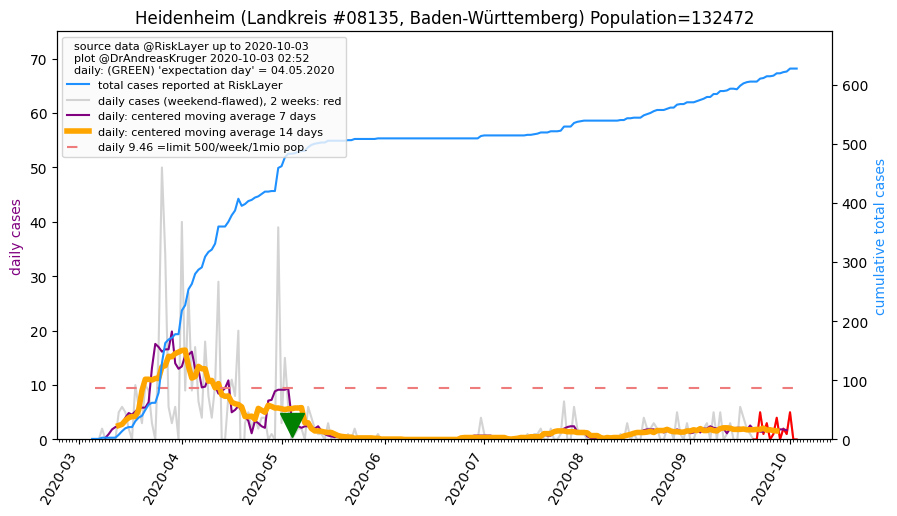 Heidenheim (Landkreis #08135, Baden-Württemberg) Population=132472
source data @RiskLayer up to 2020-10-03
plot @DrAndreasKruger 2020-10-03 02:52
daily: (GREEN) 'expectation day' = 04.05.2020
total cases reported at RiskLayer
daily cases (weekend-flawed), 2 weeks: red
daily: centered moving average 7 days
daily: centered moving average 14 days
daily 9.46 =limit 500/week/1mio pop.
daily cases
70
60
50
40
30
20
10
0
cumulative total cases
600
500
400
300
200
100
0
2020-03
2020-04
2020-05
2020-06
2020-07
2020-08
2020-09
2020-10